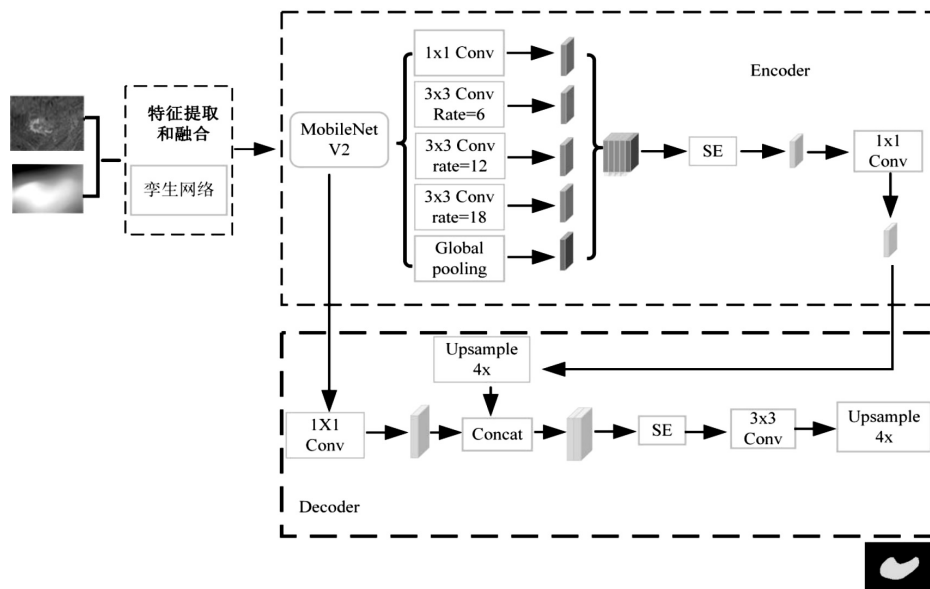 特征提取
和融合
孪生网络
MobileNet
V2
1x1 Conv
3x3 Conv
Rate=6
3x3 Conv
rate=12
3x3 Conv
rate=18
Global
pooling
SE
1x1
Conv
Encoder
Upsample
4x
1X1
Conv
Concat
SE
3x3
Conv
Upsample
4x
Decoder